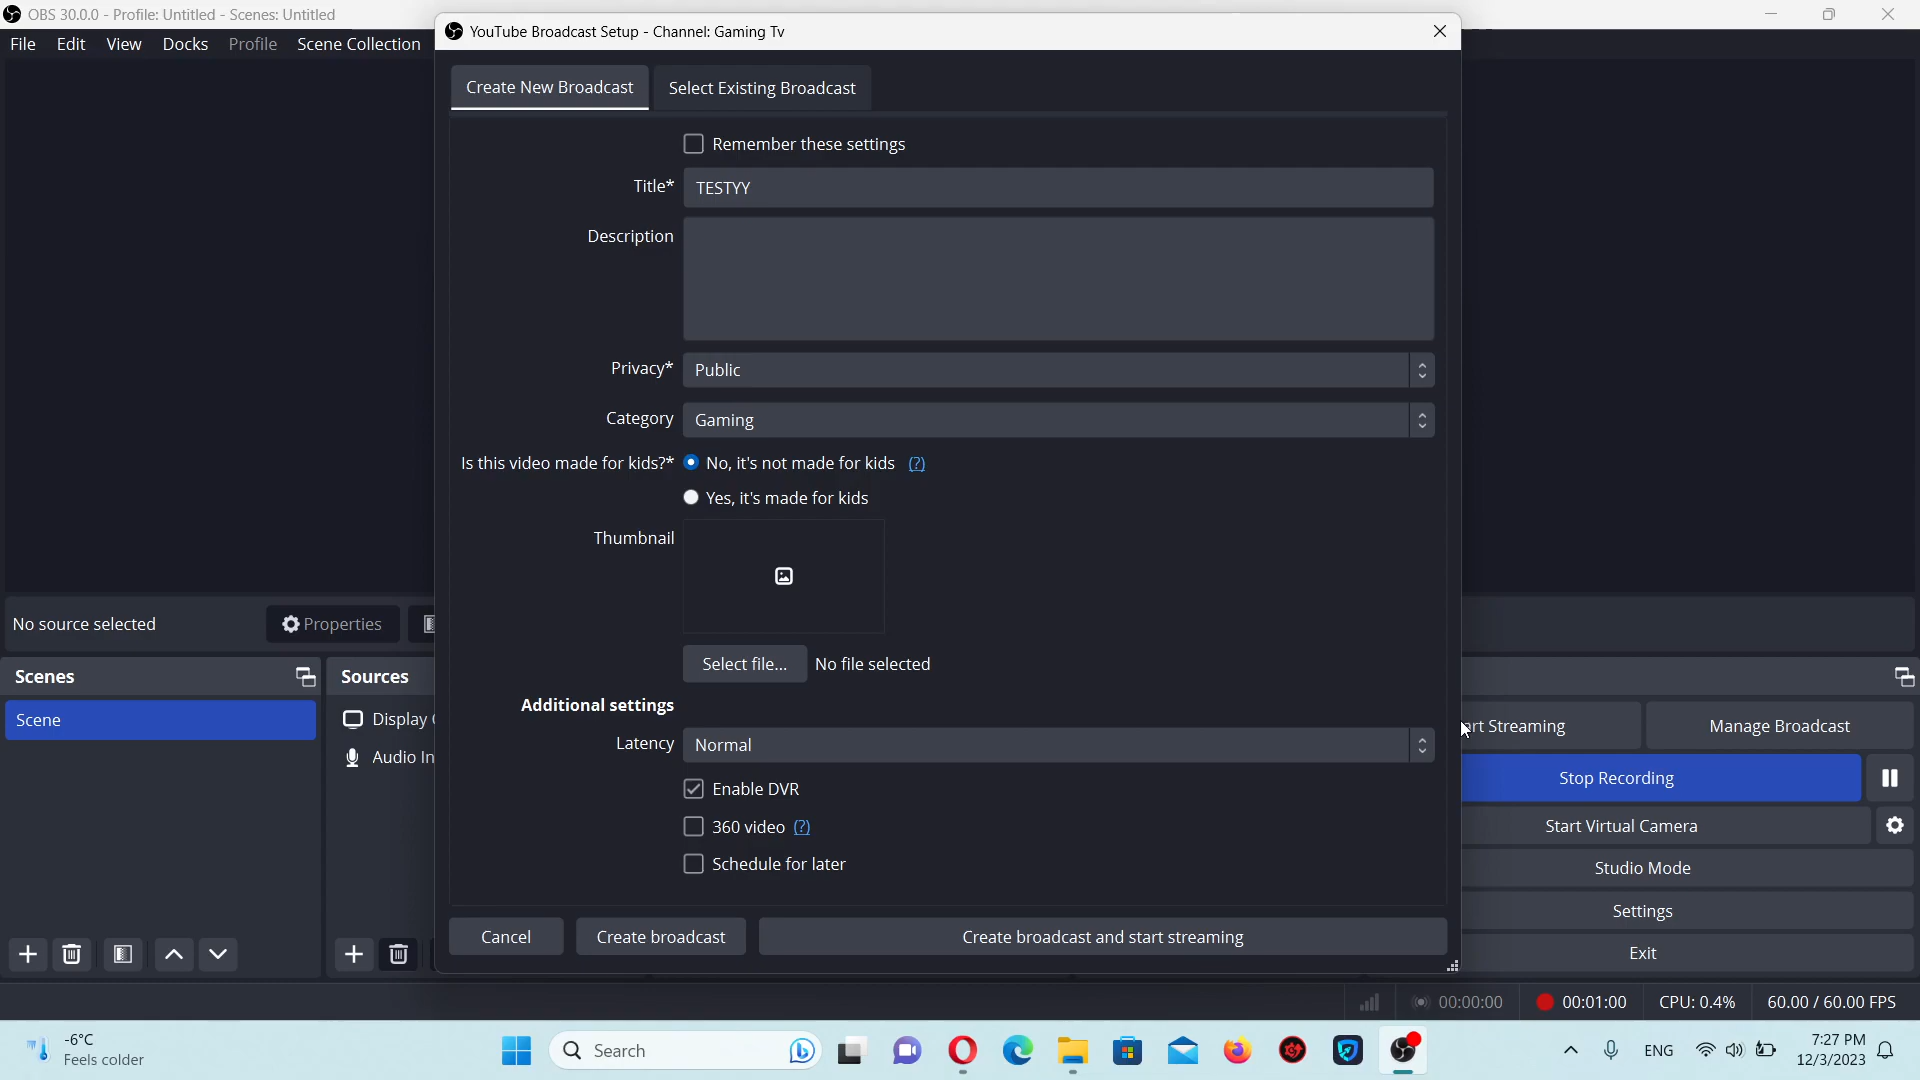 OBS 30.0.0 - Profile: Untitled - Scenes: Untitled
YouTube Broadcast Setup - Channel: Gaming Tv
File Edit View Docks Profile Scene Collection
Create New Broadcast Select Existing Broadcast
Remember these settings
Title* TESTYY
Description
Privacy* Public
Category Gaming
Is this video made for kids?* No, it's not made for kids (?)
Yes, it's made for kids
Thumbnail
No source selected Properties
Select file... No file selected
Scenes Sources
Additional settings
Scene Display
Latency Normal
rt Streaming Manage Broadcast
Audio In
Enable DVR
Stop Recording
360 video (?)
Start Virtual Camera
Schedule for later
Studio Mode
Settings
Cancel Create broadcast Create broadcast and start streaming
Exit
00:00:00 00:01:00 CPU: 0.4% 60.00 / 60.00 FPS
-6°C
Feels colder
Search
ENG
7:27 PM
12/3/2023